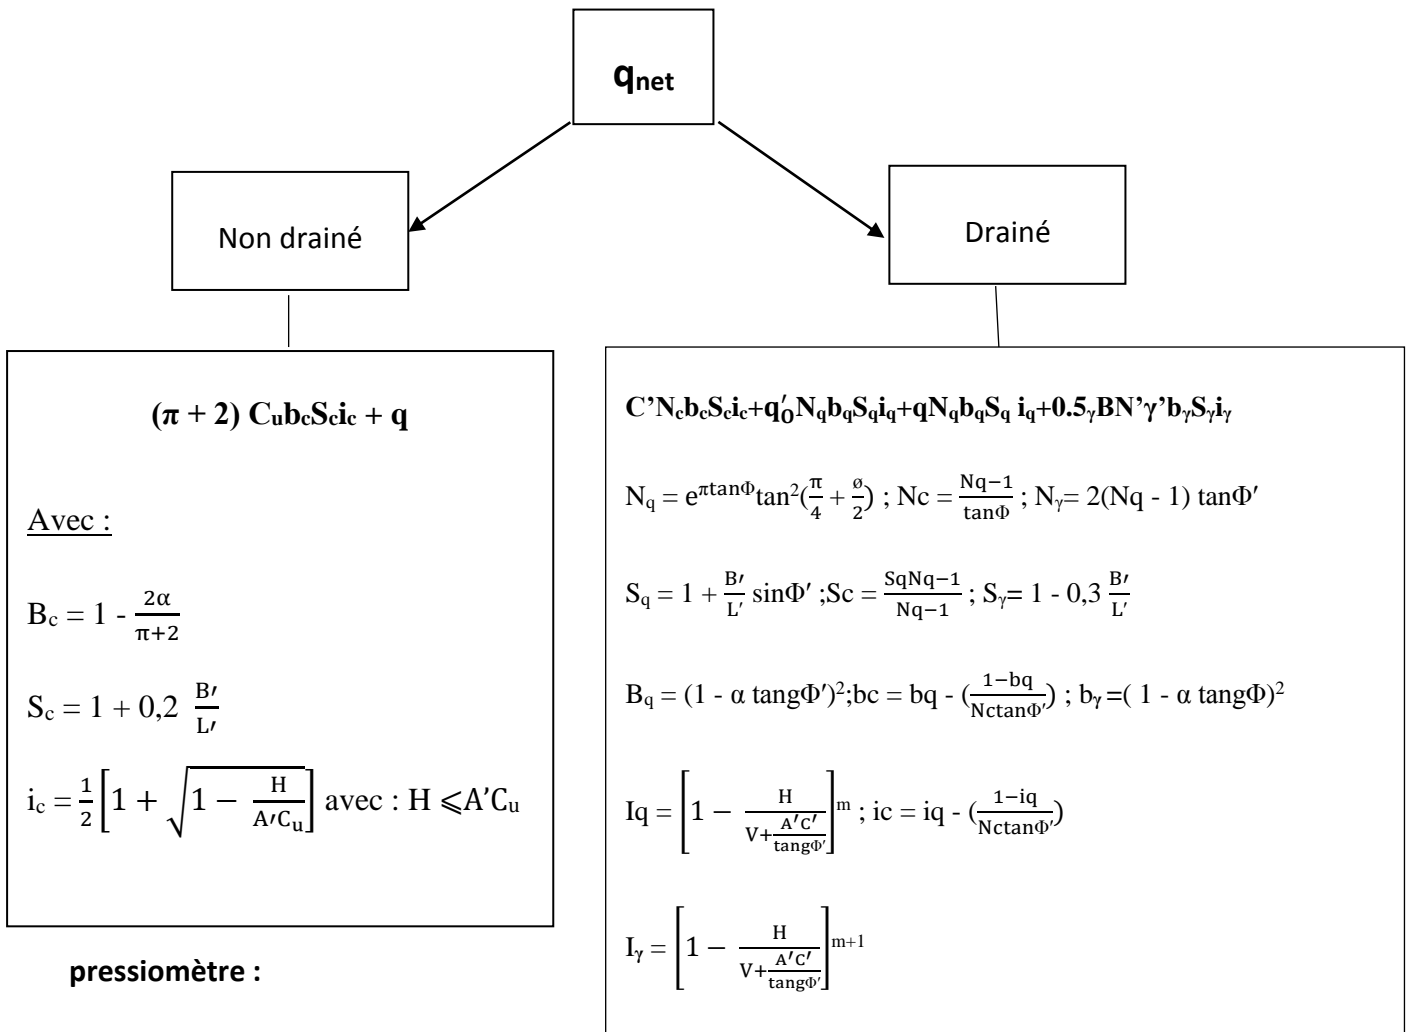 qnet
Non drainé
Drainé
(π + 2) CubcScic + q
Avec :
Bc = 1 - 2α/(π+2)
Sc = 1 + 0,2 B′/L′
ic = 1/2 [1 + √(1 − H/(A′Cu))] avec : H ⩽A’Cu
pressiomètre :
C’NcbcScic+q′0NqbqSqiq+qNqbqSq iq+0.5γBN’γ’bγSγiγ
Nq = e^(πtanΦ)tan²(π/4 + ø/2) ; Nc = (Nq−1)/tanΦ ; Nγ= 2(Nq - 1) tanΦ′
Sq = 1 + B′/L′ sinΦ′ ;Sc = (SqNq−1)/(Nq−1) ; Sγ= 1 - 0,3 B′/L′
Bq = (1 - α tangΦ′)²;bc = bq - ((1−bq)/(NctanΦ′)) ; bγ =( 1 - α tangΦ)²
Iq = [1 − H/(V+A′C′/tangΦ′)]^m ; ic = iq - ((1−iq)/(NctanΦ′))
Iγ = [1 − H/(V+A′C′/tangΦ′)]^(m+1)